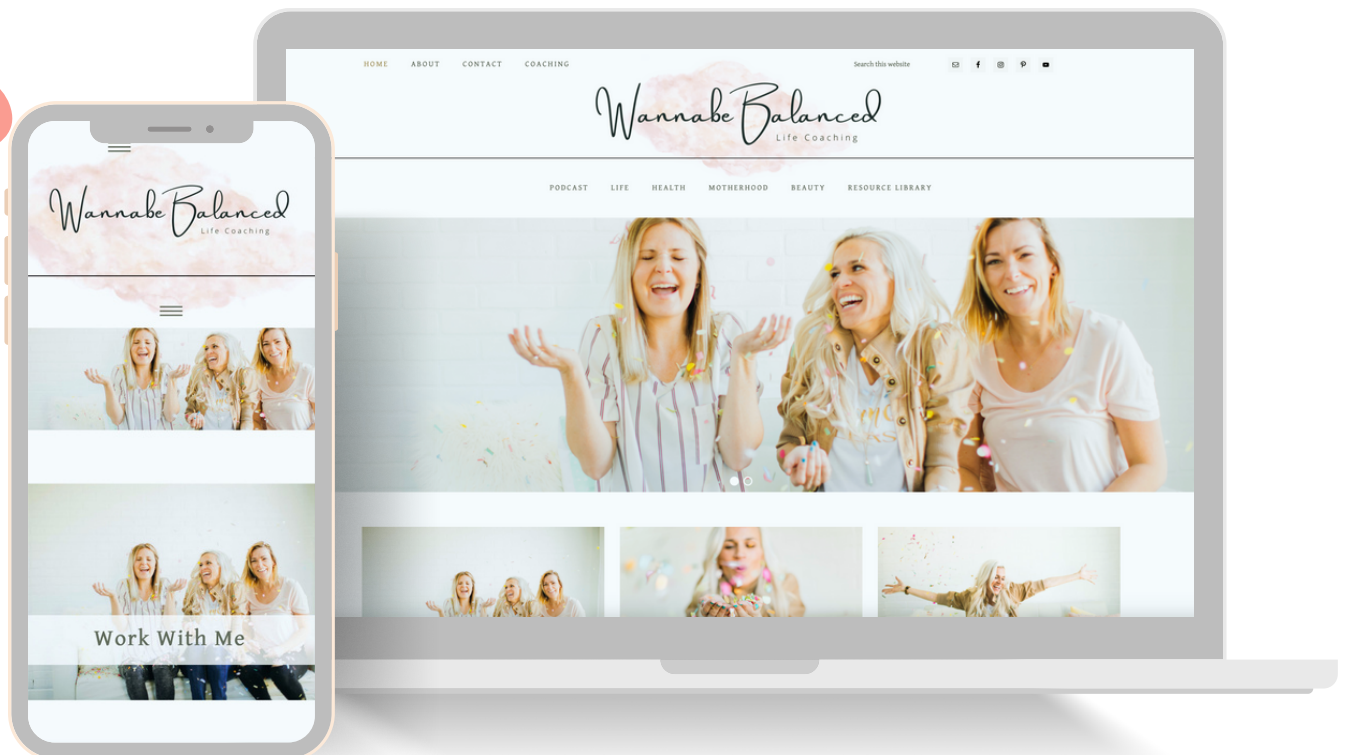 HOME ABOUT CONTACT COACHING Search this website
Wannabe Balanced
Life Coaching
PODCAST LIFE HEALTH MOTHERHOOD BEAUTY RESOURCE LIBRARY
Wannabe Balanced
Life Coaching
Work With Me